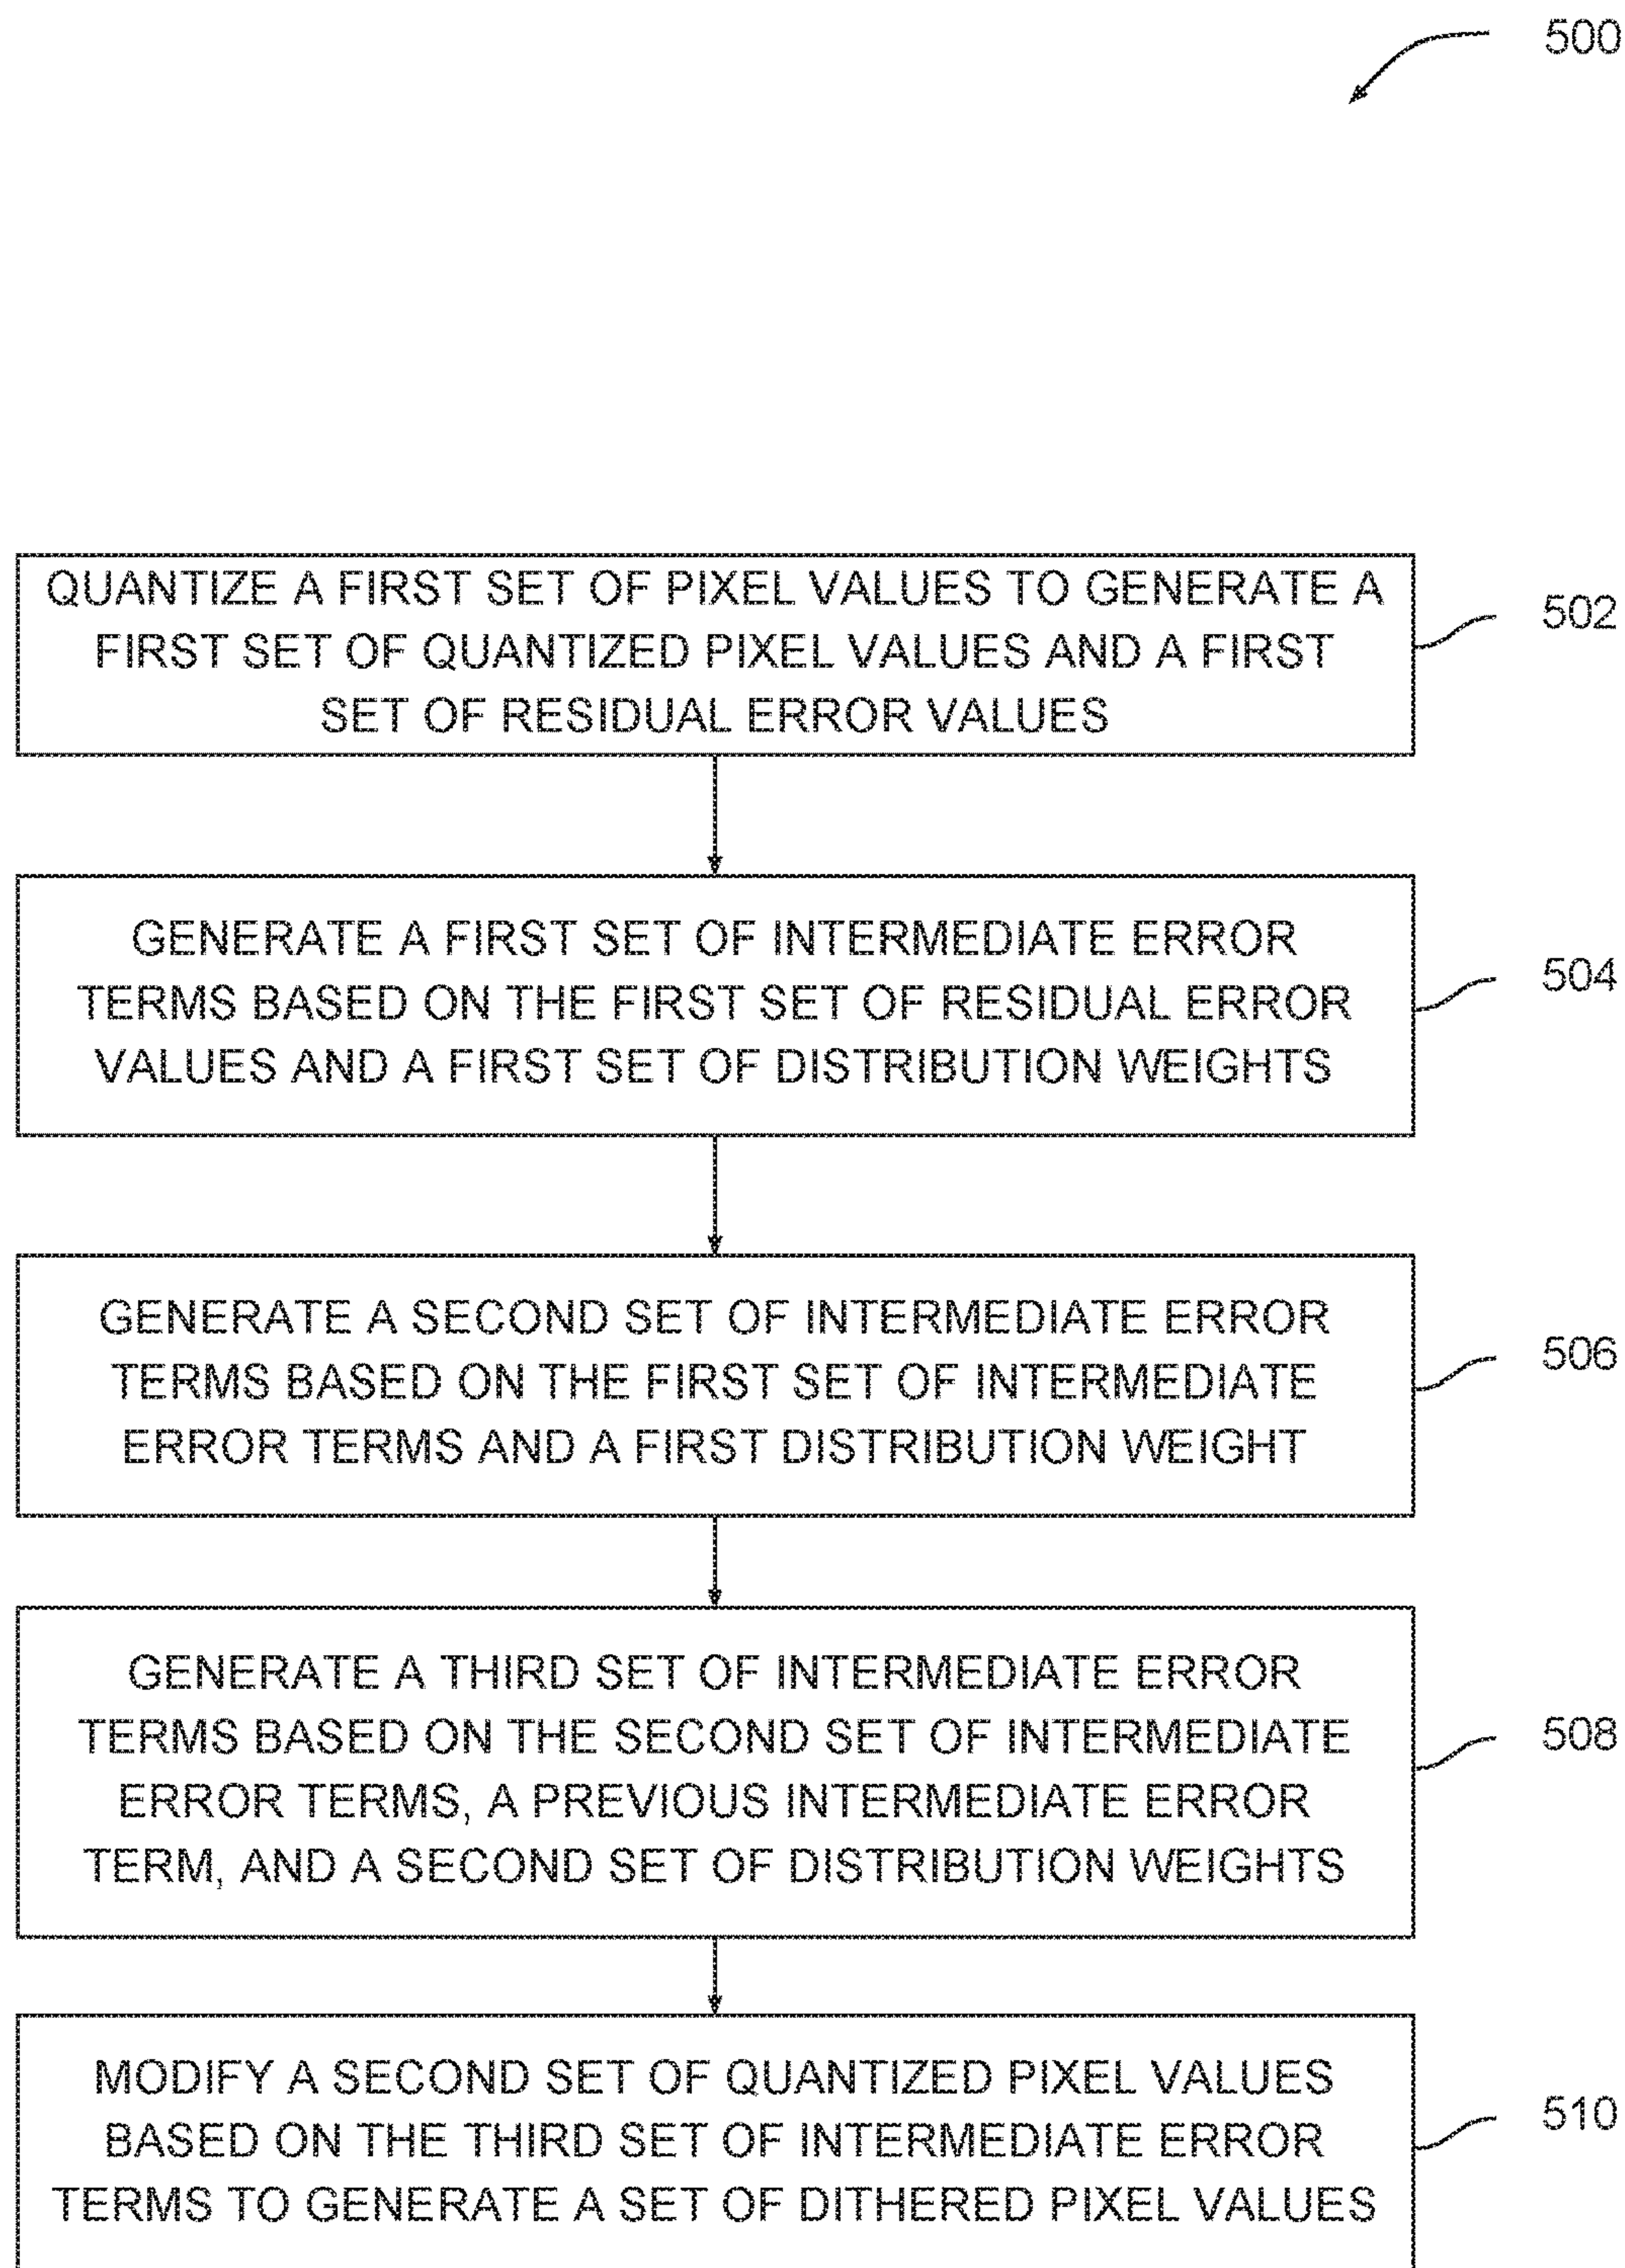 500
QUANTIZE A FIRST SET OF PIXEL VALUES TO GENERATE A
FIRST SET OF QUANTIZED PIXEL VALUES AND A FIRST
SET OF RESIDUAL ERROR VALUES
502
GENERATE A FIRST SET OF INTERMEDIATE ERROR
TERMS BASED ON THE FIRST SET OF RESIDUAL ERROR
VALUES AND A FIRST SET OF DISTRIBUTION WEIGHTS
504
GENERATE A SECOND SET OF INTERMEDIATE ERROR
TERMS BASED ON THE FIRST SET OF INTERMEDIATE
ERROR TERMS AND A FIRST DISTRIBUTION WEIGHT
506
GENERATE A THIRD SET OF INTERMEDIATE ERROR
TERMS BASED ON THE SECOND SET OF INTERMEDIATE
ERROR TERMS, A PREVIOUS INTERMEDIATE ERROR
TERM, AND A SECOND SET OF DISTRIBUTION WEIGHTS
508
MODIFY A SECOND SET OF QUANTIZED PIXEL VALUES
BASED ON THE THIRD SET OF INTERMEDIATE ERROR
TERMS TO GENERATE A SET OF DITHERED PIXEL VALUES
510